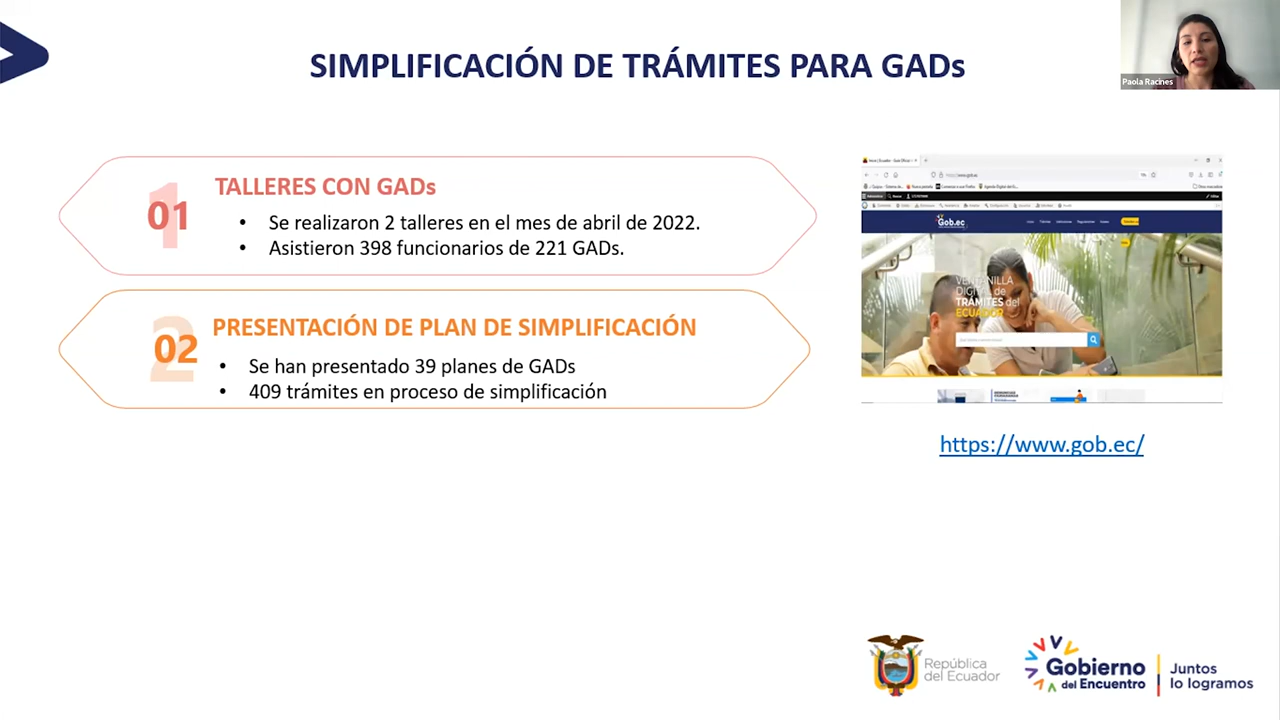 SIMPLIFICACIÓN DE TRÁMITES PARA GADs
Paola Racines
01
TALLERES CON GADs
• Se realizaron 2 talleres en el mes de abril de 2022.
• Asistieron 398 funcionarios de 221 GADs.
02
PRESENTACIÓN DE PLAN DE SIMPLIFICACIÓN
• Se han presentado 39 planes de GADs
• 409 trámites en proceso de simplificación
Gob.ec
VENTANILLA
DIGITAL de
TRÁMITES del
ECUADOR
https://www.gob.ec/
República
del Ecuador
Gobierno
del Encuentro
Juntos
lo logramos